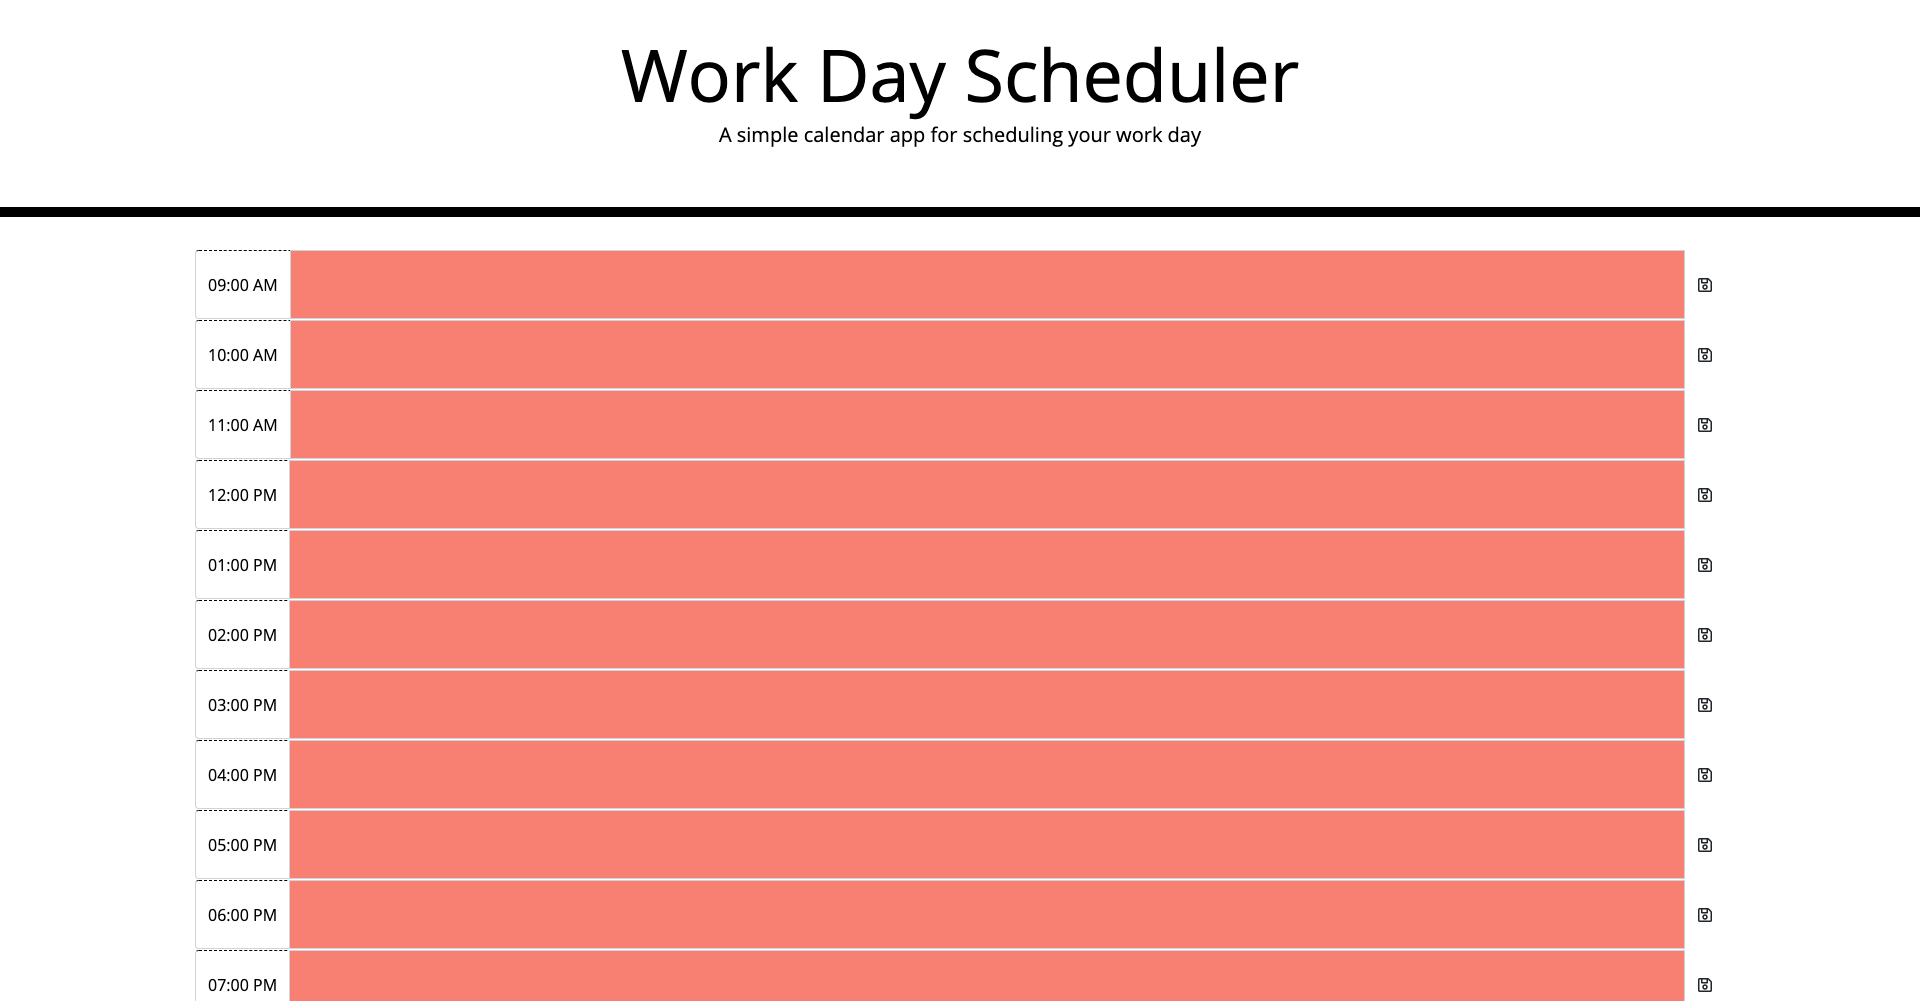 Work Day Scheduler
A simple calendar app for scheduling your work day
09:00 AM
10:00 AM
11:00 AM
12:00 PM
01:00 PM
02:00 PM
03:00 PM
04:00 PM
05:00 PM
06:00 PM
07:00 PM